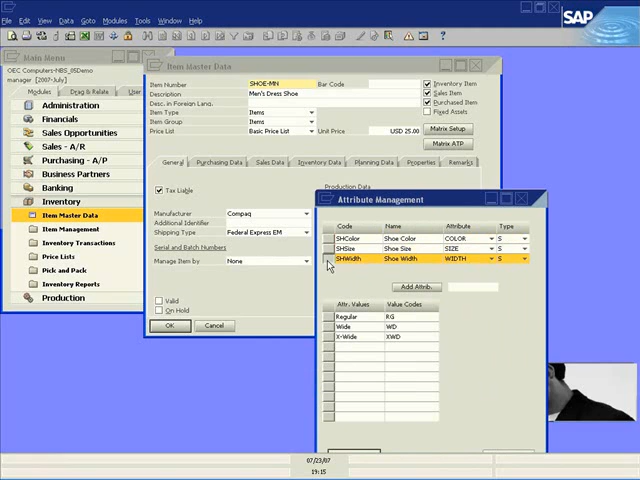 SAP
File Edit View Data Go To Modules Tools Window Help
Main Menu
OEC Computers-NBS_05Demo
manager [2007-July]
Modules
Drag & Relate
User
Administration
Financials
Sales Opportunities
Sales - A/R
Purchasing - A/P
Business Partners
Banking
Inventory
Item Master Data
Item Management
Inventory Transactions
Price Lists
Pick and Pack
Inventory Reports
Production
Item Master Data
Item Number SHOE-MN Bar Code
Description Men's Dress Shoe
Desc. in Foreign Lang.
Item Type Items
Item Group Items
Price List Basic Price List Unit Price USD 25.00
Inventory Item
Sales Item
Purchased Item
Fixed Assets
Matrix Setup
Matrix ATP
General Purchasing Data Sales Data Inventory Data Planning Data Properties Remarks
Tax Liable
Production Data
Manufacturer Compaq
Additional Identifier
Shipping Type Federal Express EM
Serial and Batch Numbers
Manage Item by None
Valid
On Hold
OK Cancel
Attribute Management
Code Name Attribute Type
SHColor Shoe Color COLOR S
SHSize Shoe Size SIZE S
SHWidth Shoe Width WIDTH S
Add Attrib.
Attr. Values Value Codes
Regular RG
Wide WD
X-Wide XWD
07/23/07
19:15